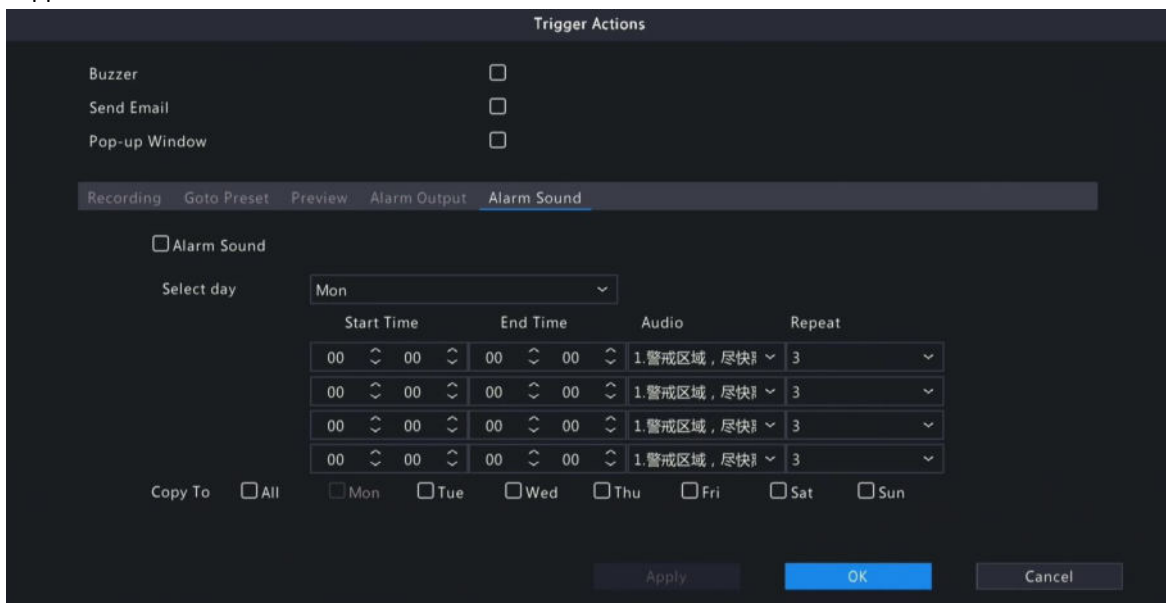 Trigger Actions
Buzzer
Send Email
Pop-up Window
Recording Goto Preset Preview Alarm Output Alarm Sound
Alarm Sound
Select day Mon
Start Time End Time Audio Repeat
00 00 00 00 1.警戒区域，尽快 3
00 00 00 00 1.警戒区域，尽快 3
00 00 00 00 1.警戒区域，尽快 3
00 00 00 00 1.警戒区域，尽快 3
Copy To All Mon Tue Wed Thu Fri Sat Sun
Apply OK Cancel